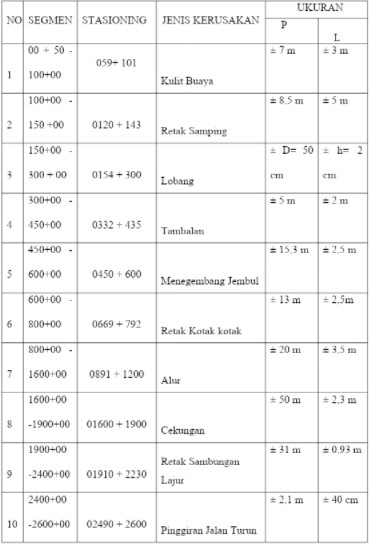 NO SEGMEN STASIONING JENIS KERUSAKAN UKURAN
P L
1 00 + 50 - 100+00 059+ 101 Kulit Buaya ± 7 m ± 3 m
2 100+00 - 150 +00 0120 + 143 Retak Samping ± 8,5 m ± 5 m
3 150+00 - 300 + 00 0154 + 300 Lobang ± D= 50 cm ± h= 2 cm
4 300+00 - 450+00 0332 + 435 Tambalan ± 5 m ± 2 m
5 450+00 - 600+00 0450 + 600 Menegembang Jembul ± 15,3 m ± 2,5 m
6 600+00 - 800+00 0669 + 792 Retak Kotak kotak ± 13 m ± 2,5m
7 800+00 - 1600+00 0891 + 1200 Alur ± 20 m ± 3,5 m
8 1600+00 -1900+00 01600 + 1900 Cekungan ± 50 m ± 2,3 m
9 1900+00 -2400+00 01910 + 2230 Retak Sambungan Lajur ± 31 m ± 0,93 m
10 2400+00 -2600+00 02490 + 2600 Pinggiran Jalan Turun ± 2,1 m ± 40 cm